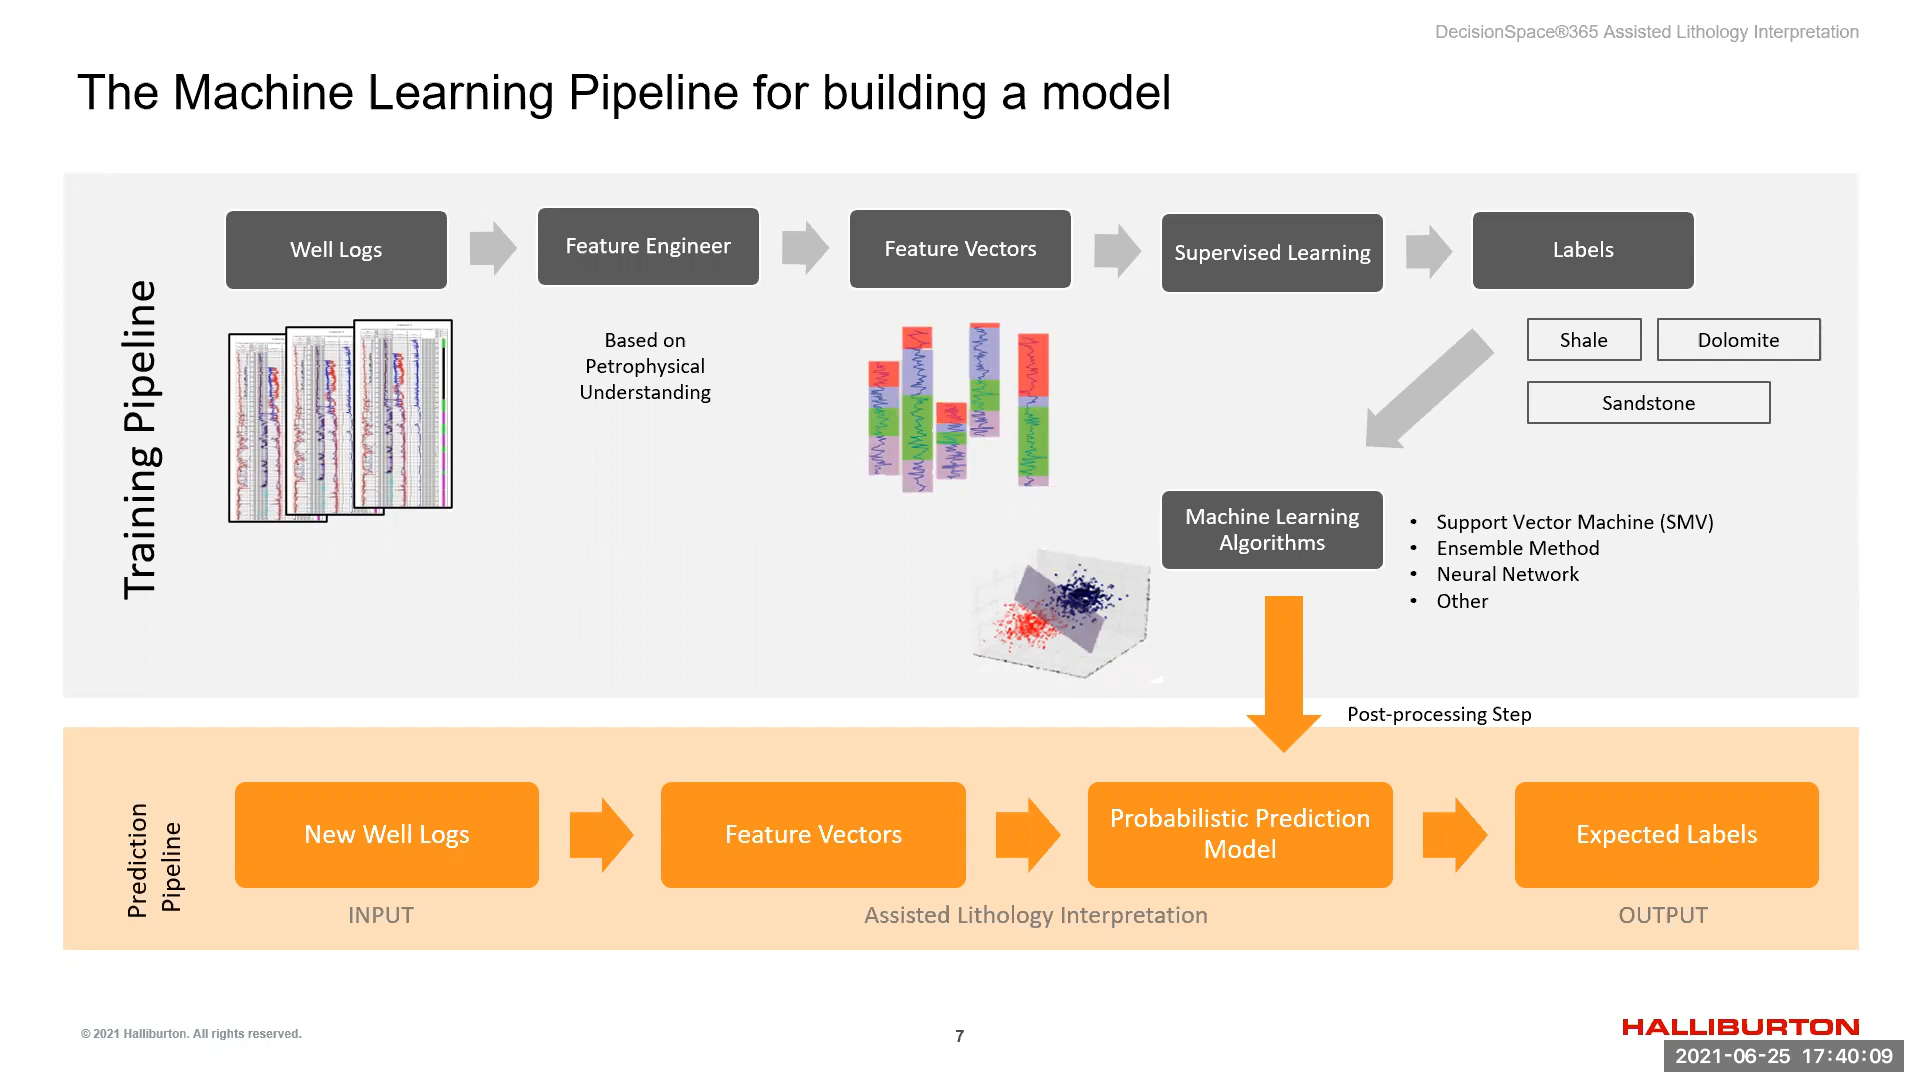 DecisionSpace®365 Assisted Lithology Interpretation
The Machine Learning Pipeline for building a model
Training Pipeline
Well Logs
Feature Engineer
Feature Vectors
Supervised Learning
Labels
Based on
Petrophysical
Understanding
Shale
Dolomite
Sandstone
Machine Learning
Algorithms
• Support Vector Machine (SMV)
• Ensemble Method
• Neural Network
• Other
Post-processing Step
Prediction
Pipeline
New Well Logs
Feature Vectors
Probabilistic Prediction
Model
Expected Labels
INPUT
Assisted Lithology Interpretation
OUTPUT
© 2021 Halliburton. All rights reserved.
7
HALLIBURTON
2021-06-25 17:40:09